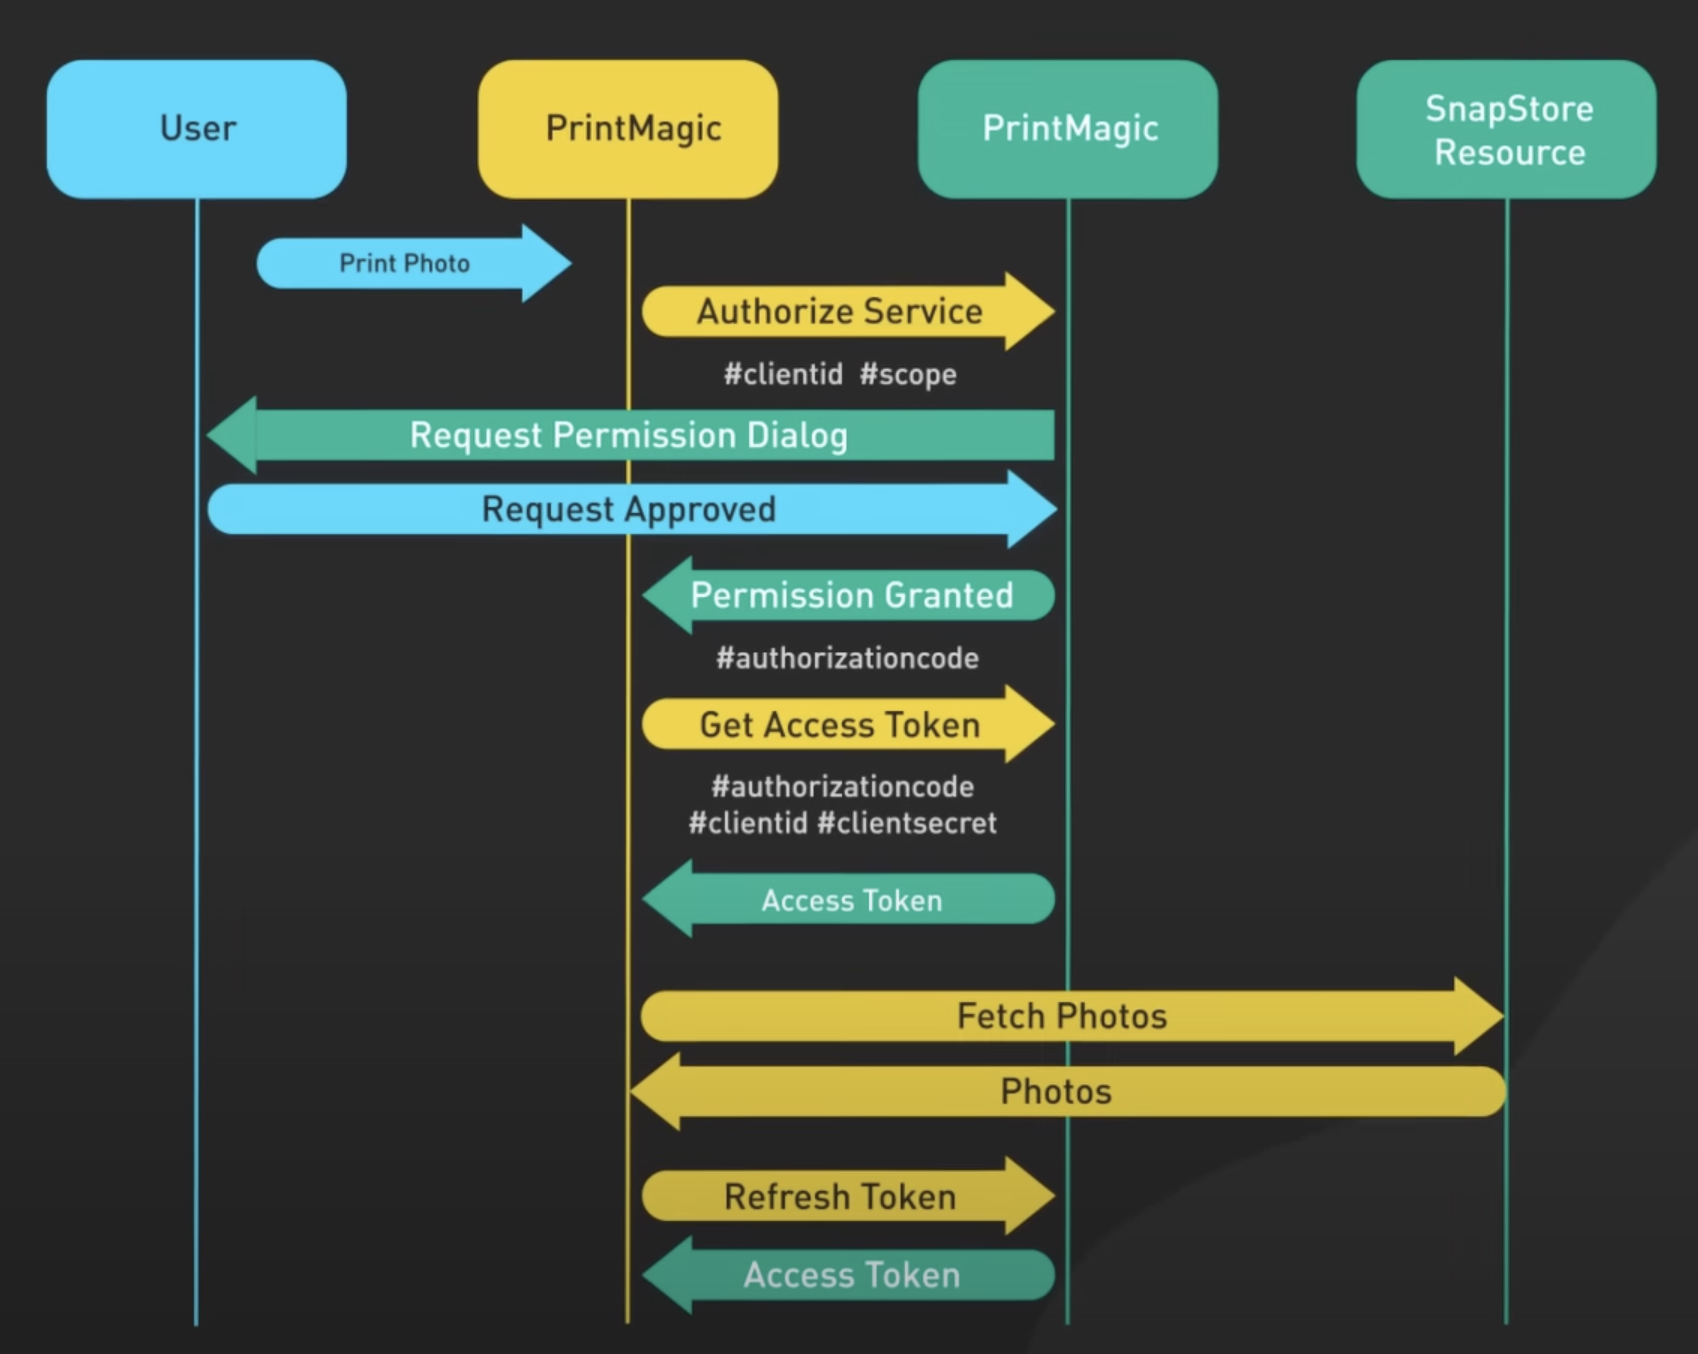 User
PrintMagic
PrintMagic
SnapStore
Resource
Print Photo
Authorize Service
#clientid #scope
Request Permission Dialog
Request Approved
Permission Granted
#authorizationcode
Get Access Token
#authorizationcode
#clientid #clientsecret
Access Token
Fetch Photos
Photos
Refresh Token
Access Token